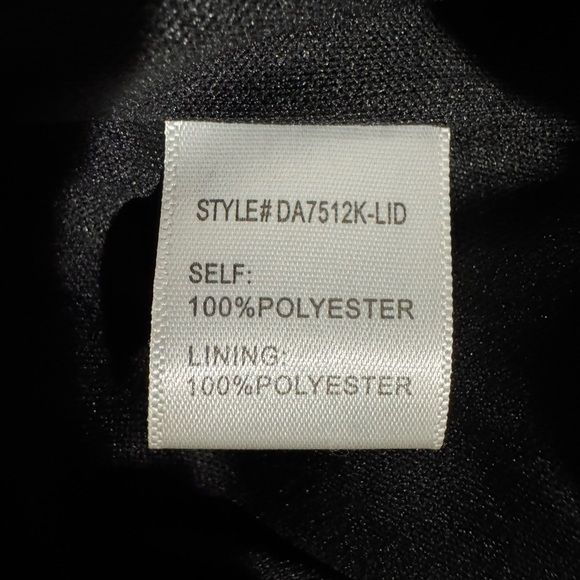 STYLE# DA7512K-LID
SELF:
100%POLYESTER
LINING:
100%POLYESTER